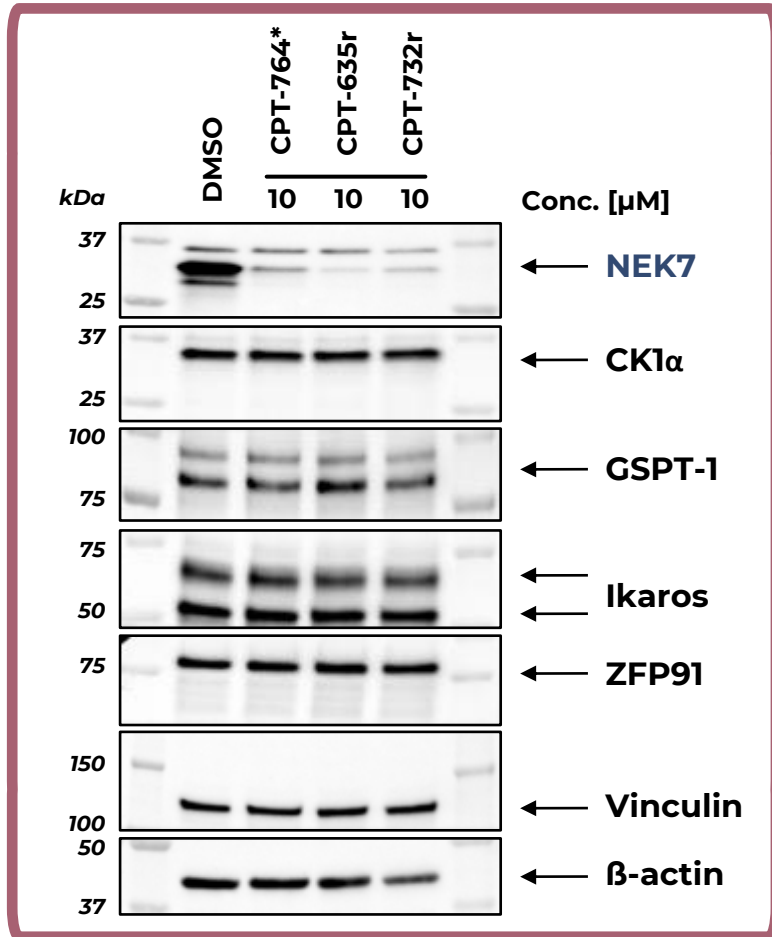 DMSO
CPT-764*
CPT-635r
CPT-732r
kDa
10 10 10 Conc. [µM]
37
25
NEK7
37
25
CK1α
100
75
GSPT-1
75
50
Ikaros
75
ZFP91
150
100
Vinculin
50
37
ß-actin